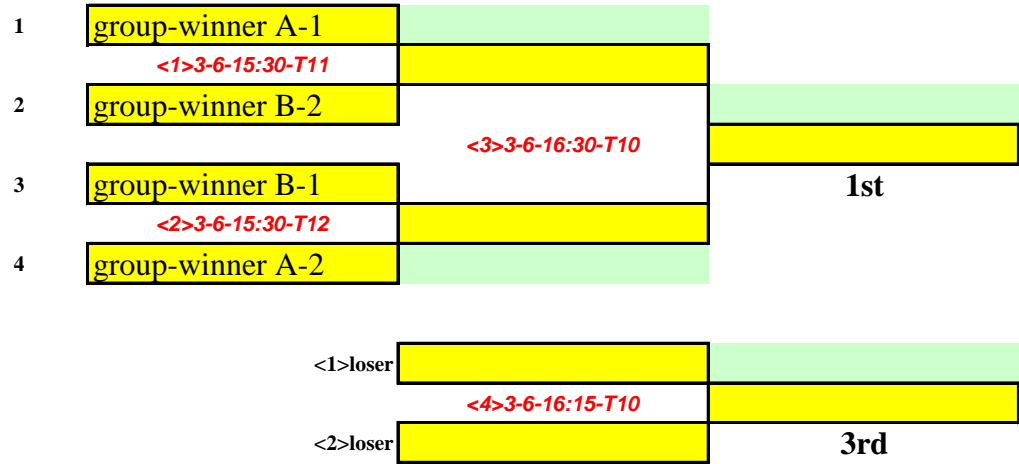 1 group-winner A-1
<1>3-6-15:30-T11
2 group-winner B-2
<3>3-6-16:30-T10
3 group-winner B-1 1st
<2>3-6-15:30-T12
4 group-winner A-2
<1>loser
<4>3-6-16:15-T10
<2>loser 3rd